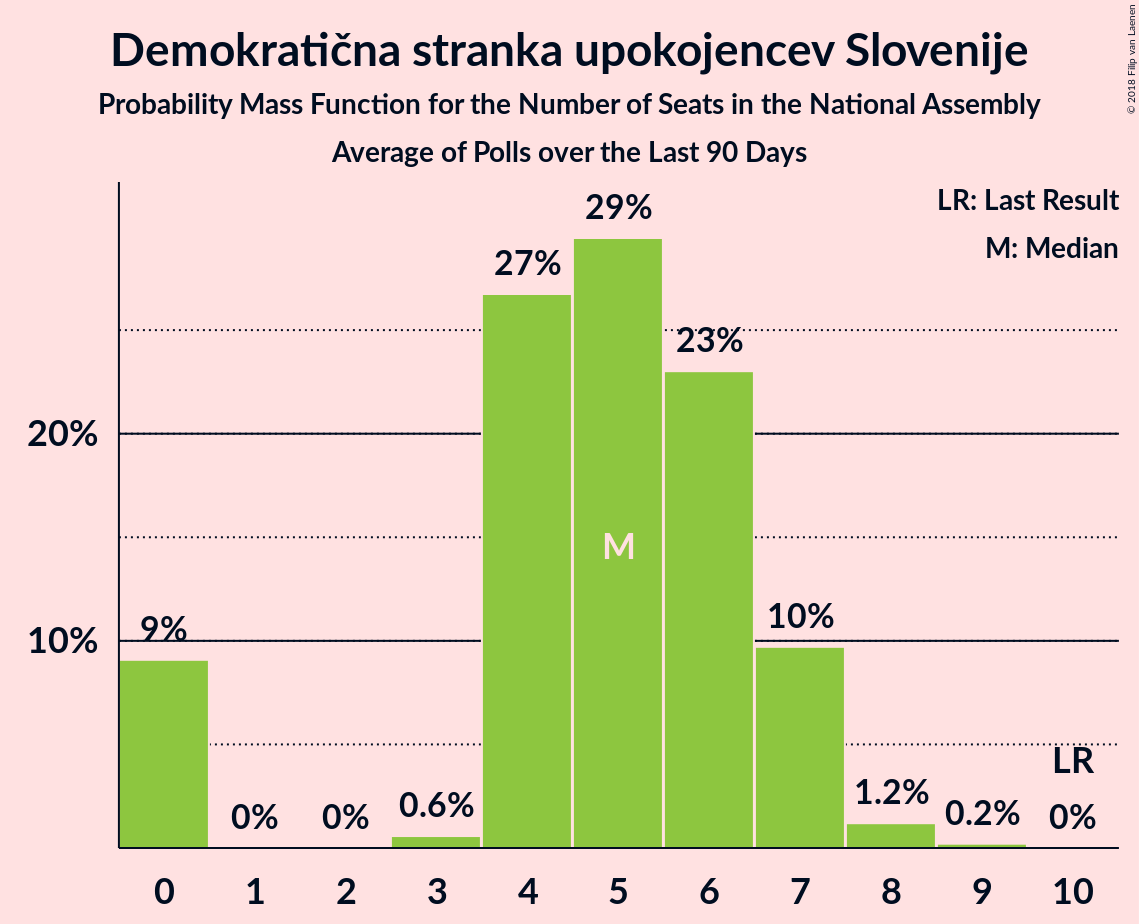 Demokratična stranka upokojencev Slovenije
Probability Mass Function for the Number of Seats in the National Assembly
Average of Polls over the Last 90 Days
© 2018 Filip van Laenen
LR: Last Result
M: Median
29%
27%
23%
20%
M
10%
9%
10%
LR
0%
0%
0.6%
1.2%
0.2%
0%
0 1 2 3 4 5 6 7 8 9 10